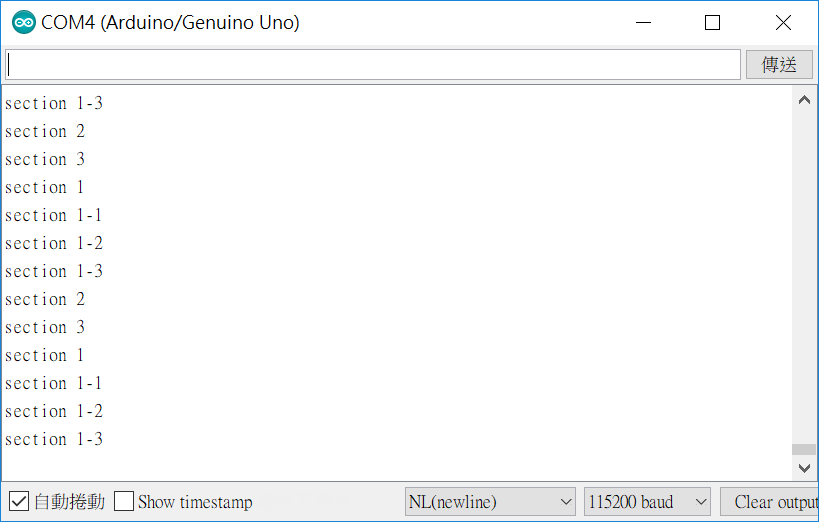 COM4 (Arduino/Genuino Uno)
傳送
section 1-3
section 2
section 3
section 1
section 1-1
section 1-2
section 1-3
section 2
section 3
section 1
section 1-1
section 1-2
section 1-3
自動捲動 Show timestamp NL(newline) 115200 baud Clear output